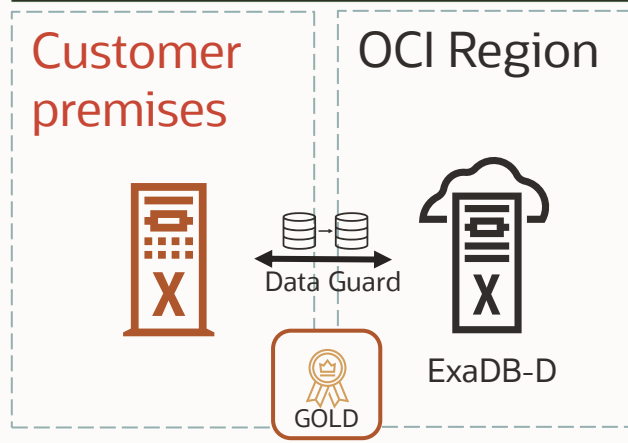 Customer
premises
OCI Region
X
X
Data Guard
ExaDB-D
GOLD